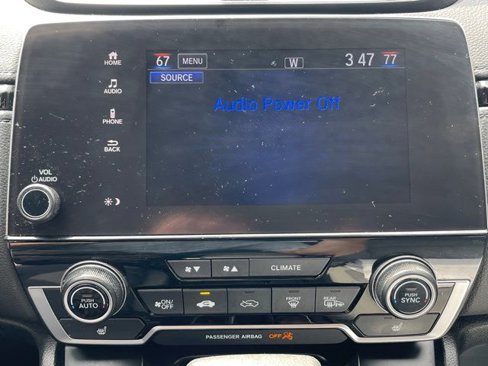 HOME
67 MENU W 3 47 77
SOURCE
AUDIO
Audio Power Off
PHONE
BACK
VOL
AUDIO
CLIMATE
PUSH
AUTO
ON/
OFF
FRONT
REAR
PUSH
SYNC
PASSENGER AIRBAG OFF